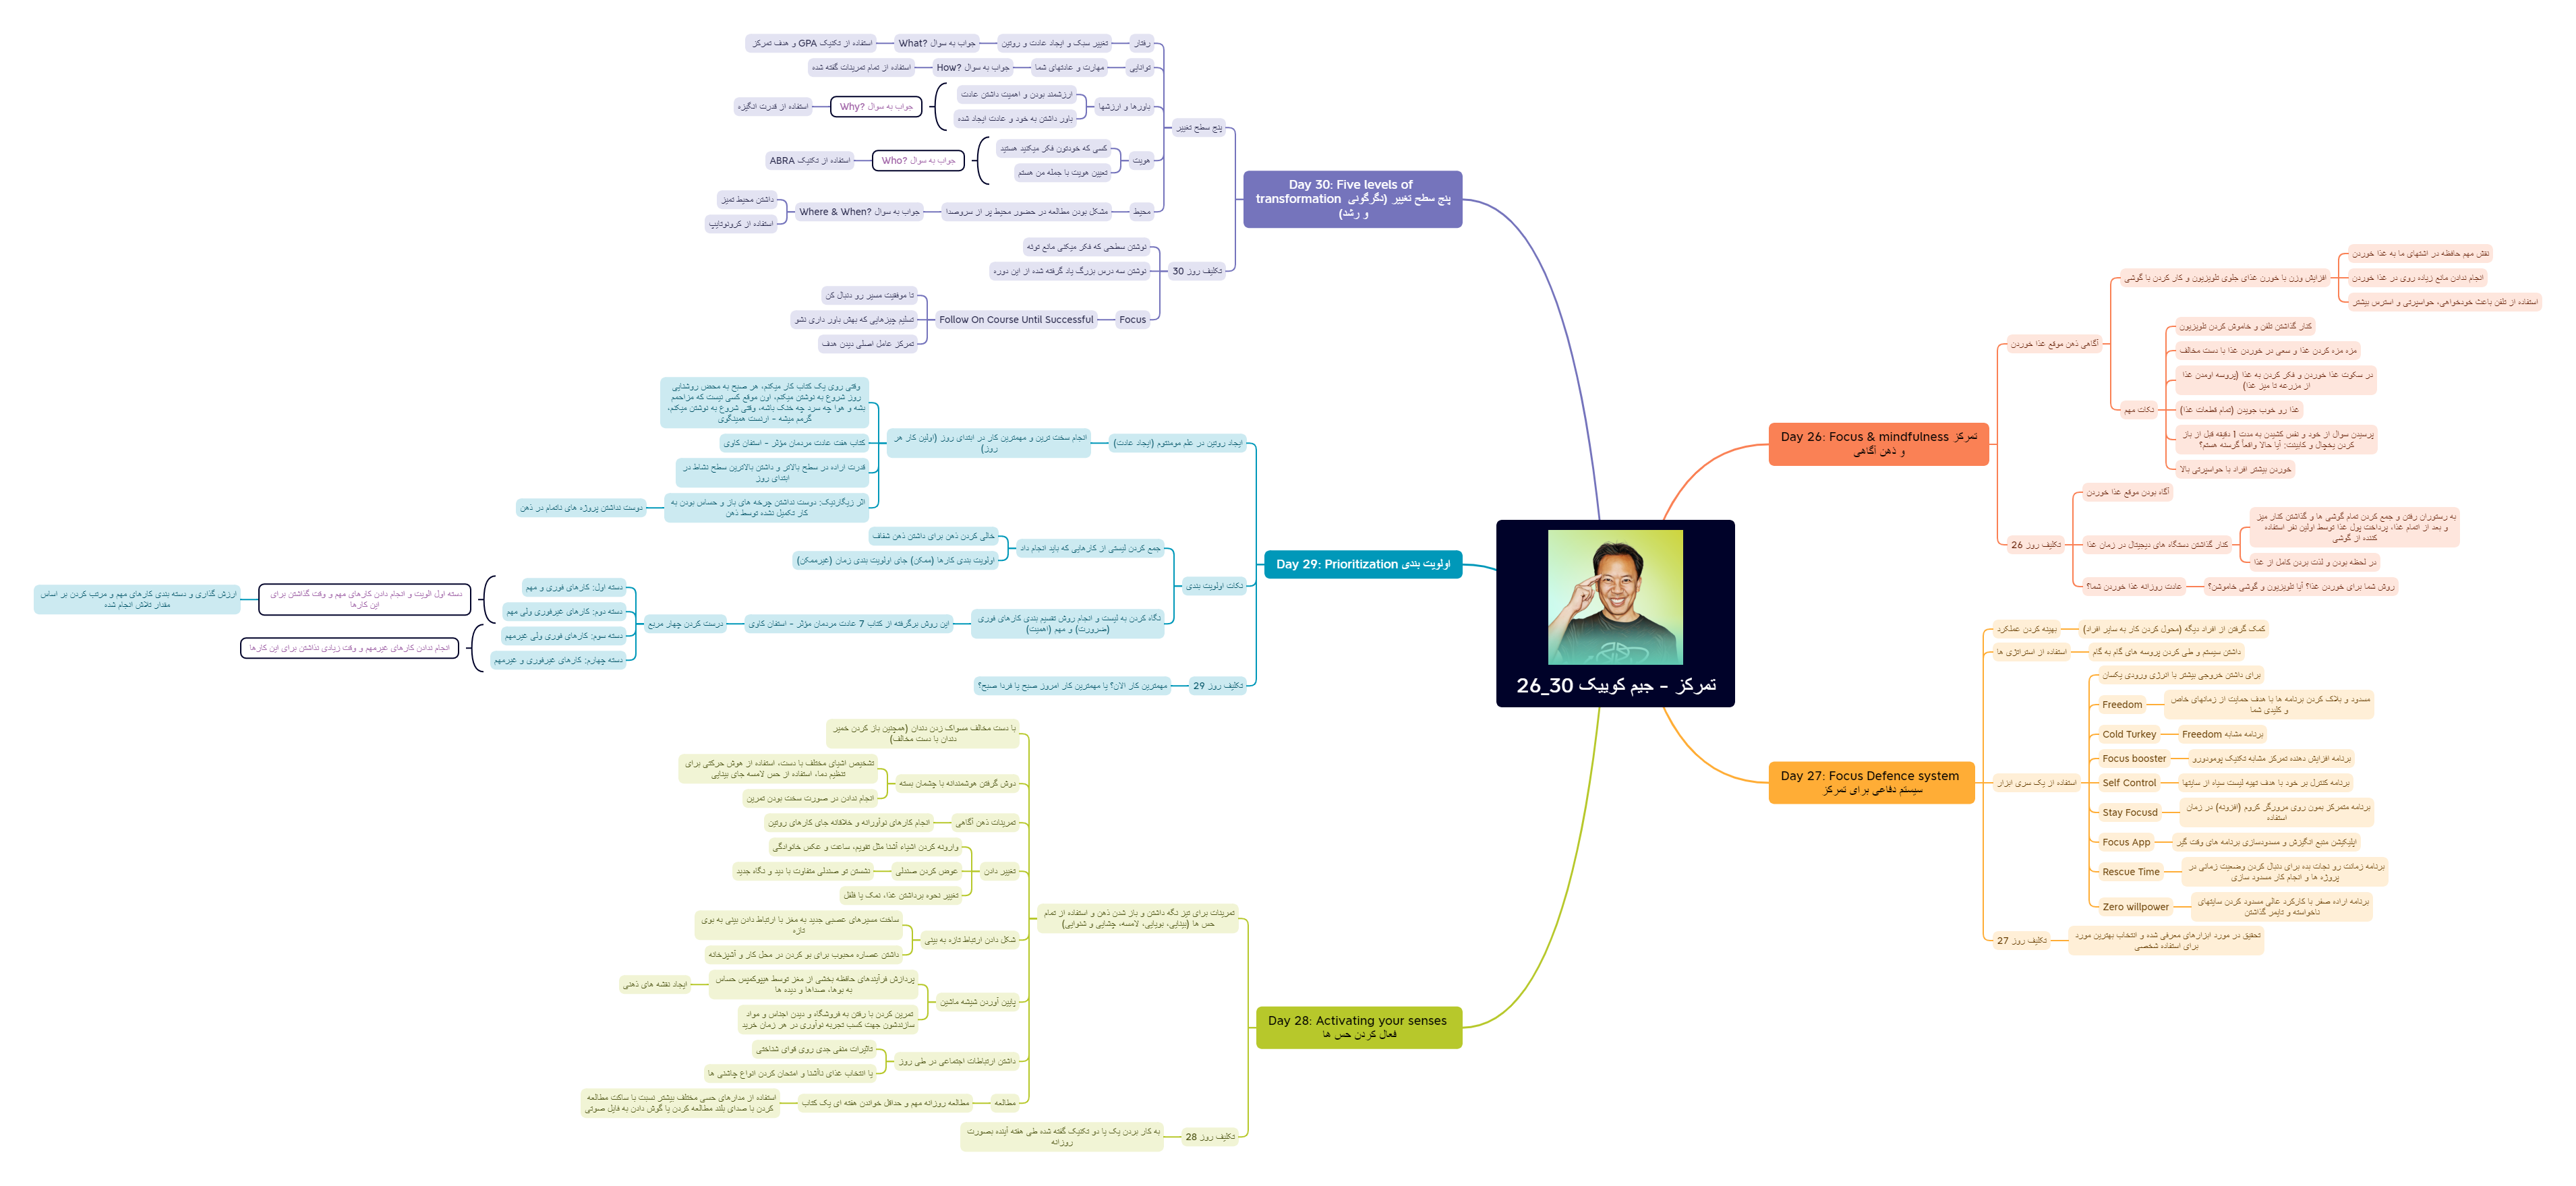 تمرکز - جیم کوییک 30_26
Day 26: Focus & mindfulness تمرکز
و ذهن آگاهی
آگاهی ذهن موقع غذا خوردن
افزایش وزن با خورن غذای جلوی تلویزیون و کار کردن با گوشی
نقش مهم حافظه در اشتهای ما به غذا خوردن
انجام ندادن مانع زیاده روی در غذا خوردن
استفاده از تلفن باعث خودخواهی، حواسپرتی و استرس بیشتر
نکات مهم
کنار گذاشتن تلفن و خاموش کردن تلویزیون
مزه مزه کردن غذا و سعی در خوردن غذا با دست مخالف
در سکوت غذا خوردن و فکر کردن به غذا (پروسه اومدن غذا
از مزرعه تا میز غذا)
غذا رو خوب جویدن (تمام قطعات غذا)
پرسیدن سوال از خود و نفس کشیدن به مدت 1 دقیقه قبل از باز
کردن یخچال و کابینت: آیا حالا واقعاً گرسنه هستم؟
خوردن بیشتر افراد با حواسپرتی بالا
تکلیف روز 26
آگاه بودن موقع غذا خوردن
کنار گذاشتن دستگاه های دیجیتال در زمان غذا
به رستوران رفتن و جمع کردن تمام گوشی ها و گذاشتن کنار میز
و بعد از اتمام غذا، پرداخت پول غذا توسط اولین نفر استفاده
کننده از گوشی
در لحظه بودن و لذت بردن کامل از غذا
عادت روزانه غذا خوردن شما؟
روش شما برای خوردن غذا؟ آیا تلویزیون و گوشی خاموشن؟
Day 27: Focus Defence system
سیستم دفاعی برای تمرکز
بهینه کردن عملکرد
کمک گرفتن از افراد دیگه (محول کردن کار به سایر افراد)
استفاده از استراتژی ها
داشتن سیستم و طی کردن پروسه های گام به گام
استفاده از یک سری ابزار
برای داشتن خروجی بیشتر با انرژی ورودی یکسان
Freedom
مسدود و بلاک کردن برنامه ها با هدف حمایت از زمانهای خاص
و کلیدی شما
Cold Turkey
برنامه مشابه Freedom
Focus booster
برنامه افزایش دهنده تمرکز مشابه تکنیک پومودورو
Self Control
برنامه کنترل بر خود با هدف تهیه لیست سیاه از سایتها
Stay Focusd
برنامه متمرکز بمون روی مرورگر کروم (افزونه) در زمان
استفاده
Focus App
اپلیکیشن منبع انگیزش و مسدودسازی برنامه های وقت گیر
Rescue Time
برنامه زمانت رو نجات بده برای دنبال کردن وضعیت زمانی در
پروژه ها و انجام کار مسدود سازی
Zero willpower
برنامه اراده صفر با کارکرد عالی مسدود کردن سایتهای
ناخواسته و تایمر گذاشتن
تکلیف روز 27
تحقیق در مورد ابزارهای معرفی شده و انتخاب بهترین مورد
برای استفاده شخصی
Day 28: Activating your senses
فعال کردن حس ها
تمرینات برای تیز نگه داشتن و باز شدن ذهن و استفاده از تمام
حس ها (بینایی، بویایی، لامسه، چشایی و شنوایی)
با دست مخالف مسواک زدن دندان (همچنین باز کردن خمیر
دندان با دست مخالف)
دوش گرفتن هوشمندانه با چشمان بسته
تشخیص اشیای مختلف با دست، استفاده از هوش حرکتی برای
تنظیم دما، استفاده از حس لامسه جای بینایی
انجام ندادن در صورت سخت بودن تمرین
تمرینات ذهن آگاهی
انجام کارهای نوآورانه و خلاقانه جای کارهای روتین
تغییر دادن
وارونه کردن اشیاء آشنا مثل تقویم، ساعت و عکس خانوادگی
عوض کردن صندلی
نشستن تو صندلی متفاوت با دید و نگاه جدید
تغییر نحوه برداشتن غذا، نمک یا فلفل
شکل دادن ارتباط تازه به بینی
ساخت مسیرهای عصبی جدید به مغز با ارتباط دادن بینی به بوی
تازه
داشتن عصاره محبوب برای بو کردن در محل کار و آشپزخانه
پایین آوردن شیشه ماشین
پردازش فرآیندهای حافظه بخشی از مغز توسط هیپوکمپس حساس
به بوها، صداها و دیده ها
ایجاد نقشه های ذهنی
تمرین کردن با رفتن به فروشگاه و دیدن اجناس و مواد
سازندشون جهت کسب تجربه نوآوری در هر زمان خرید
داشتن ارتباطات اجتماعی در طی روز
تاثیرات منفی جدی روی قوای شناختی
یا انتخاب غذای ناآشنا و امتحان کردن انواع چاشنی ها
مطالعه
مطالعه روزانه مهم و حداقل خواندن هفته ای یک کتاب
استفاده از مدارهای حسی مختلف بیشتر نسبت با ساکت مطالعه
کردن با صدای بلند مطالعه کردن یا گوش دادن به فایل صوتی
تکلیف روز 28
به کار بردن یک یا دو تکنیک گفته شده طی هفته آینده بصورت
روزانه
Day 29: Prioritization اولویت بندی
ایجاد روتین در علم مومنتوم (ایجاد عادت)
انجام سخت ترین و مهمترین کار در ابتدای روز (اولین کار هر
روز)
وقتی روی یک کتاب کار میکنم، هر صبح به محض روشنایی
روز شروع به نوشتن میکنم، اون موقع کسی نیست که مزاحمم
بشه و هوا چه سرد چه خنک باشه، وقتی شروع به نوشتن میکنم،
گرمم میشه - ارنست همینگوی
کتاب هفت عادت مردمان مؤثر - استفان کاوی
قدرت اراده در سطح بالاتر و داشتن بالاترین سطح نشاط در
ابتدای روز
اثر زیگارنیک: دوست نداشتن چرخه های باز و حساس بودن به
کار تکمیل نشده توسط ذهن
دوست نداشتن پروژه های ناتمام در ذهن
نکات اولویت بندی
جمع کردن لیستی از کارهایی که باید انجام داد
خالی کردن ذهن برای داشتن ذهن شفاف
اولویت بندی کارها (ممکن) جای اولویت بندی زمان (غیرممکن)
نگاه کردن به لیست و انجام روش تقسیم بندی کارهای فوری
(ضرورت) و مهم (اهمیت)
این روش برگرفته از کتاب 7 عادت مردمان مؤثر - استفان کاوی
درست کردن چهار مربع
دسته اول: کارهای فوری و مهم
دسته دوم: کارهای غیرفوری ولی مهم
دسته سوم: کارهای فوری ولی غیرمهم
دسته چهارم: کارهای غیرفوری و غیرمهم
دسته اول الویت و انجام دادن کارهای مهم و وقت گذاشتن برای
این کارها
ارزش گذاری و دسته بندی کارهای مهم و مرتب کردن بر اساس
مقدار تلاش انجام شده
انجام ندادن کارهای غیرمهم و وقت زیادی نذاشتن برای این کارها
تکلیف روز 29
مهمترین کار الان؟ یا مهمترین کار امروز صبح یا فردا صبح؟
Day 30: Five levels of
transformation پنج سطح تغییر (دگرگونی
و رشد)
پنج سطح تغییر
رفتار
تغییر سبک و ایجاد عادت و روتین
جواب به سوال What?
استفاده از تکنیک GPA و هدف تمرکز
توانایی
مهارت و عادتهای شما
جواب به سوال How?
استفاده از تمام تمرینات گفته شده
باورها و ارزشها
ارزشمند بودن و اهمیت داشتن عادت
باور داشتن به خود و عادت ایجاد شده
جواب به سوال Why?
استفاده از قدرت انگیزه
هویت
کسی که خودتون فکر میکنید هستید
تعیین هویت با جمله من هستم
جواب به سوال Who?
استفاده از تکنیک ABRA
محیط
مشکل بودن مطالعه در حضور محیط پر از سروصدا
جواب به سوال Where & When?
داشتن محیط تمیز
استفاده از کرونوتایپ
تکلیف روز 30
نوشتن سطحی که فکر میکنی مانع توئه
نوشتن سه درس بزرگ یاد گرفته شده از این دوره
Focus
Follow On Course Until Successful
تا موفقیت مسیر رو دنبال کن
تسلیم چیزهایی که بهش باور داری نشو
تمرکز عامل اصلی دیدن هدف